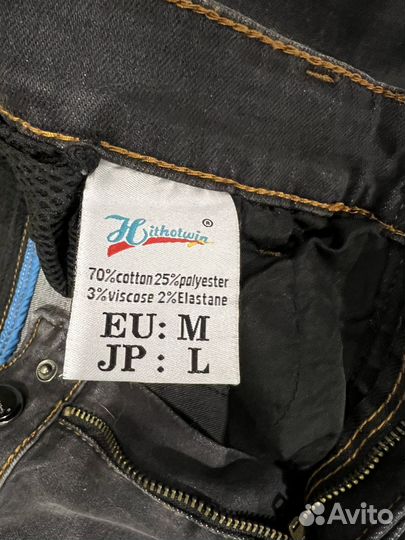 Hithotwin ®
70%cotton 25%polyester
3%viscose 2%Elastane
EU: M
JP : L
Avito